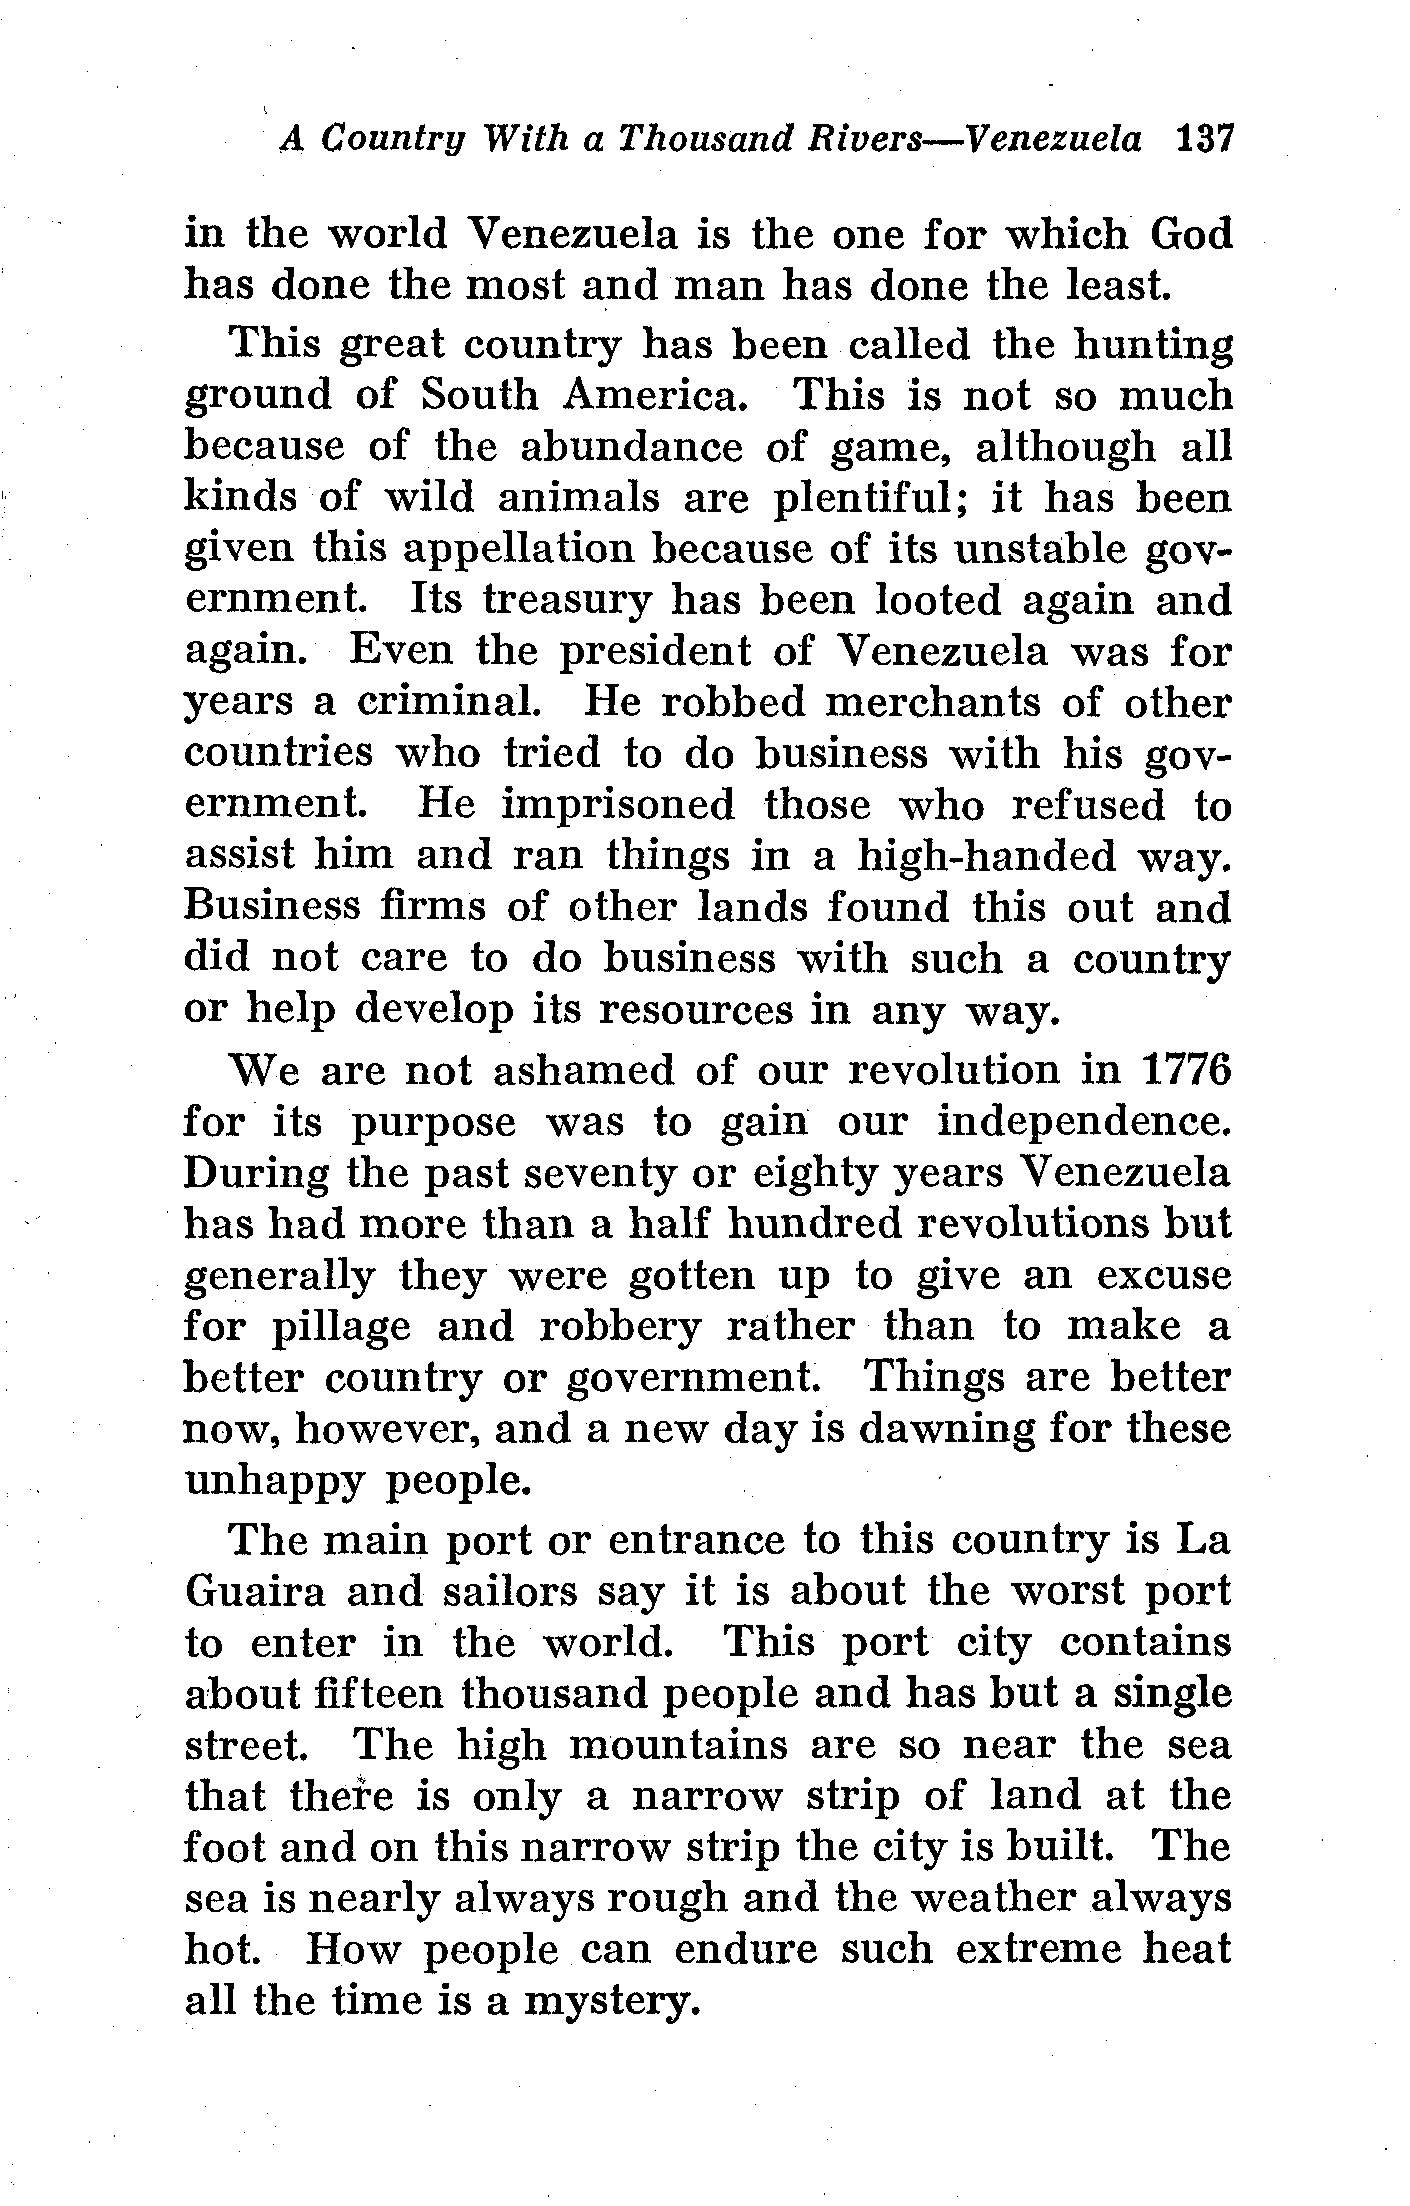 A Country With a Thousand Rivers—Venezuela 137
in the world Venezuela is the one for which God
has done the most and man has done the least.
This great country has been called the hunting
ground of South America. This is not so much
because of the abundance of game, although all
kinds of wild animals are plentiful; it has been
given this appellation because of its unstable gov-
ernment. Its treasury has been looted again and
again. Even the president of Venezuela was for
years a criminal. He robbed merchants of other
countries who tried to do business with his gov-
ernment. He imprisoned those who refused to
assist him and ran things in a high-handed way.
Business firms of other lands found this out and
did not care to do business with such a country
or help develop its resources in any way.
We are not ashamed of our revolution in 1776
for its purpose was to gain our independence.
During the past seventy or eighty years Venezuela
has had more than a half hundred revolutions but
generally they were gotten up to give an excuse
for pillage and robbery rather than to make a
better country or government. Things are better
now, however, and a new day is dawning for these
unhappy people.
The main port or entrance to this country is La
Guaira and sailors say it is about the worst port
to enter in the world. This port city contains
about fifteen thousand people and has but a single
street. The high mountains are so near the sea
that there is only a narrow strip of land at the
foot and on this narrow strip the city is built. The
sea is nearly always rough and the weather always
hot. How people can endure such extreme heat
all the time is a mystery.